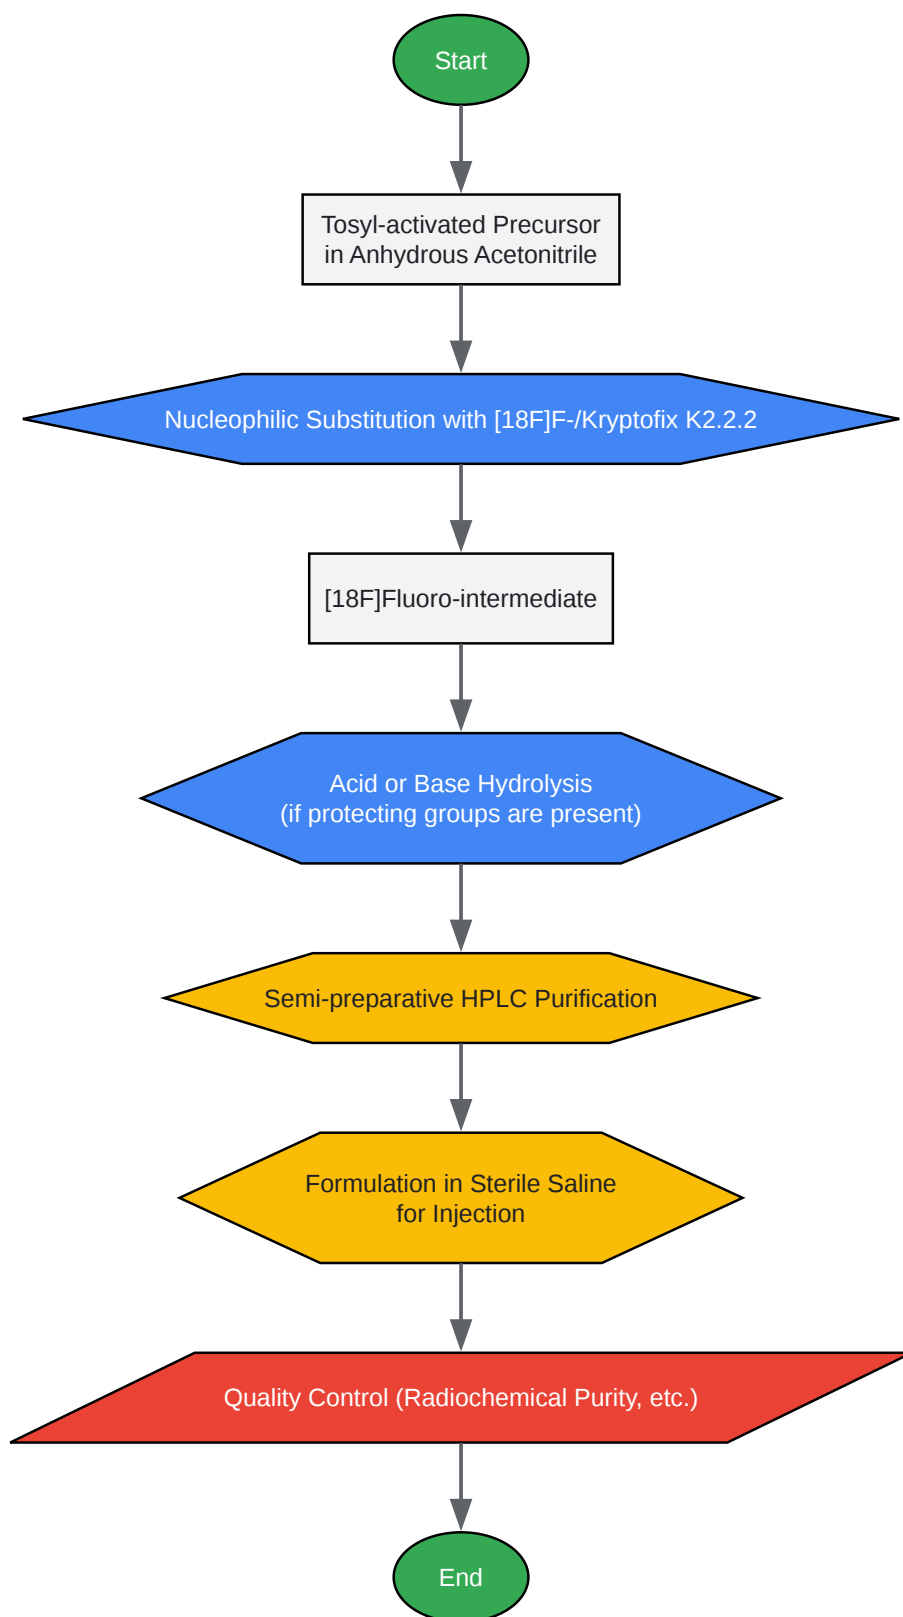 Start
Tosyl-activated Precursor
in Anhydrous Acetonitrile
Nucleophilic Substitution with [18F]F-/Kryptofix K2.2.2
[18F]Fluoro-intermediate
Acid or Base Hydrolysis
(if protecting groups are present)
Semi-preparative HPLC Purification
Formulation in Sterile Saline
for Injection
Quality Control (Radiochemical Purity, etc.)
End